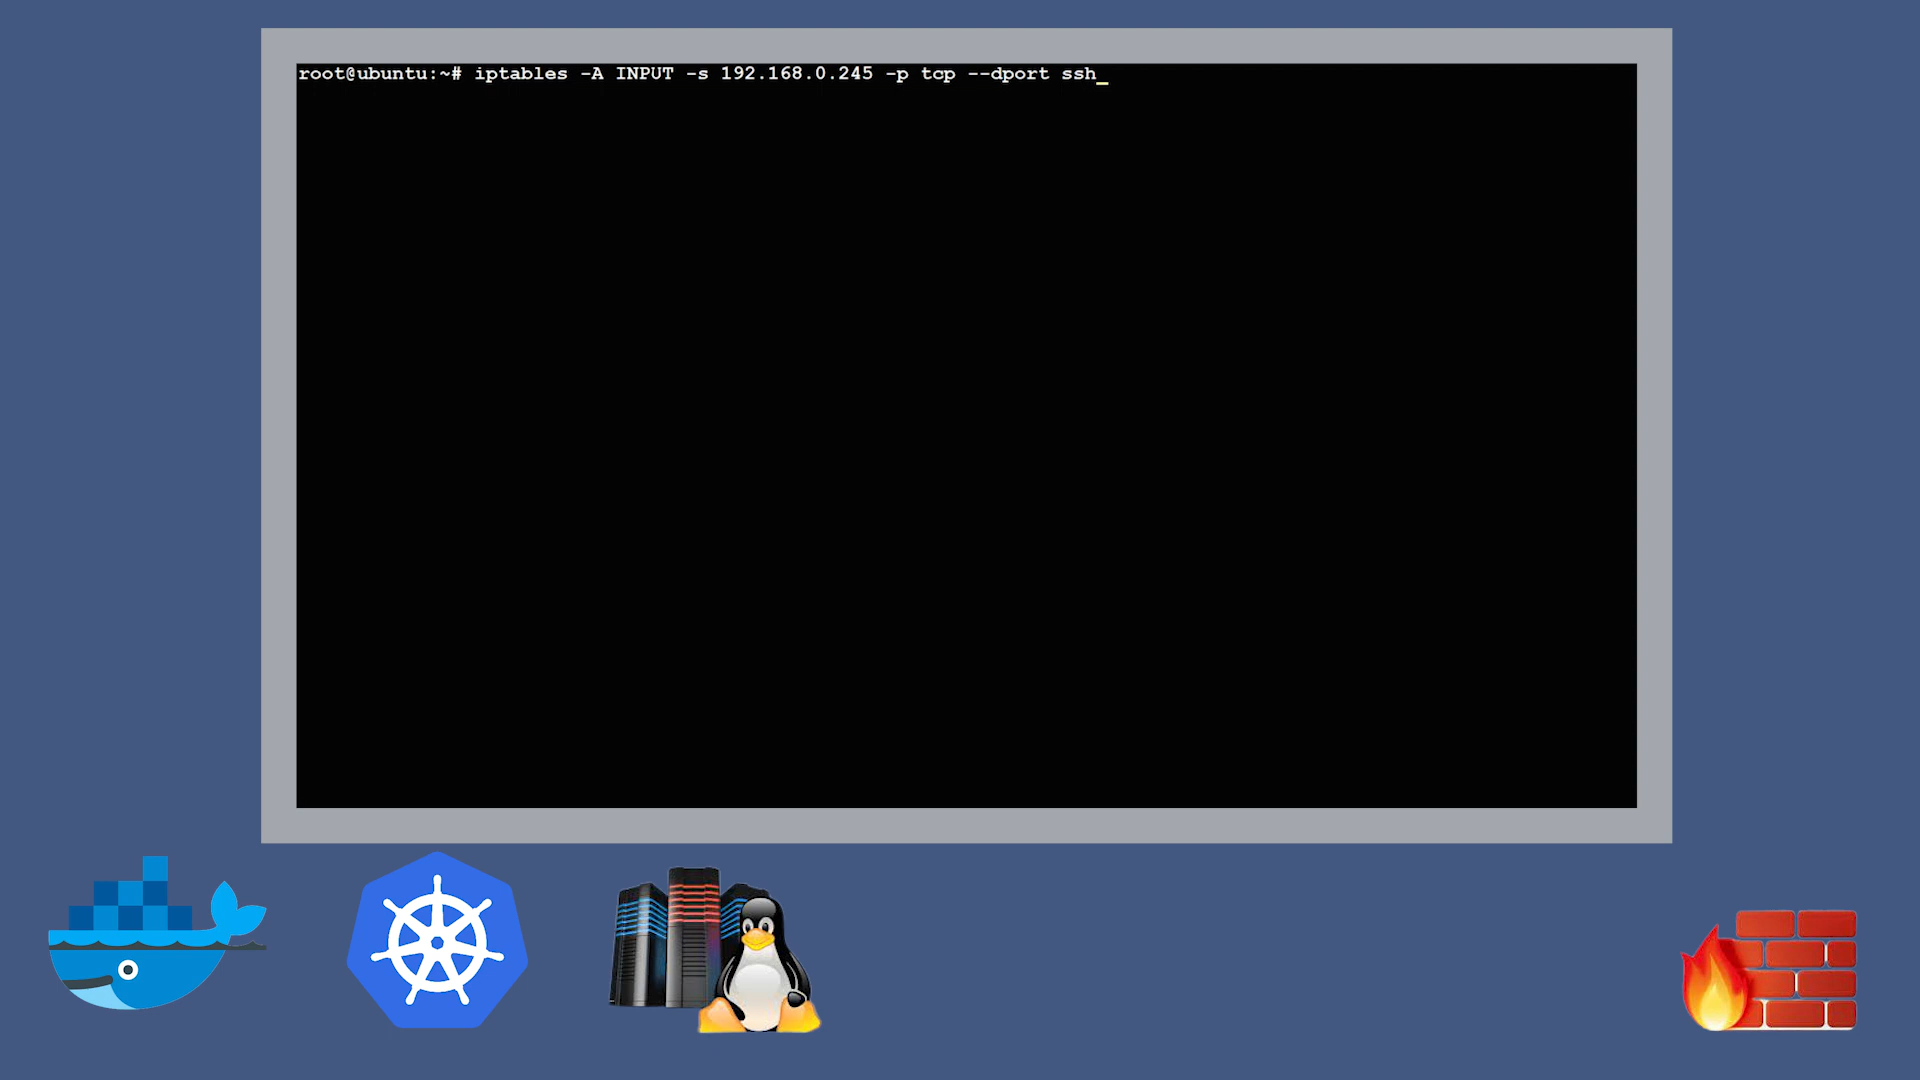 root@ubuntu:~# iptables -A INPUT -s 192.168.0.245 -p tcp --dport ssh_